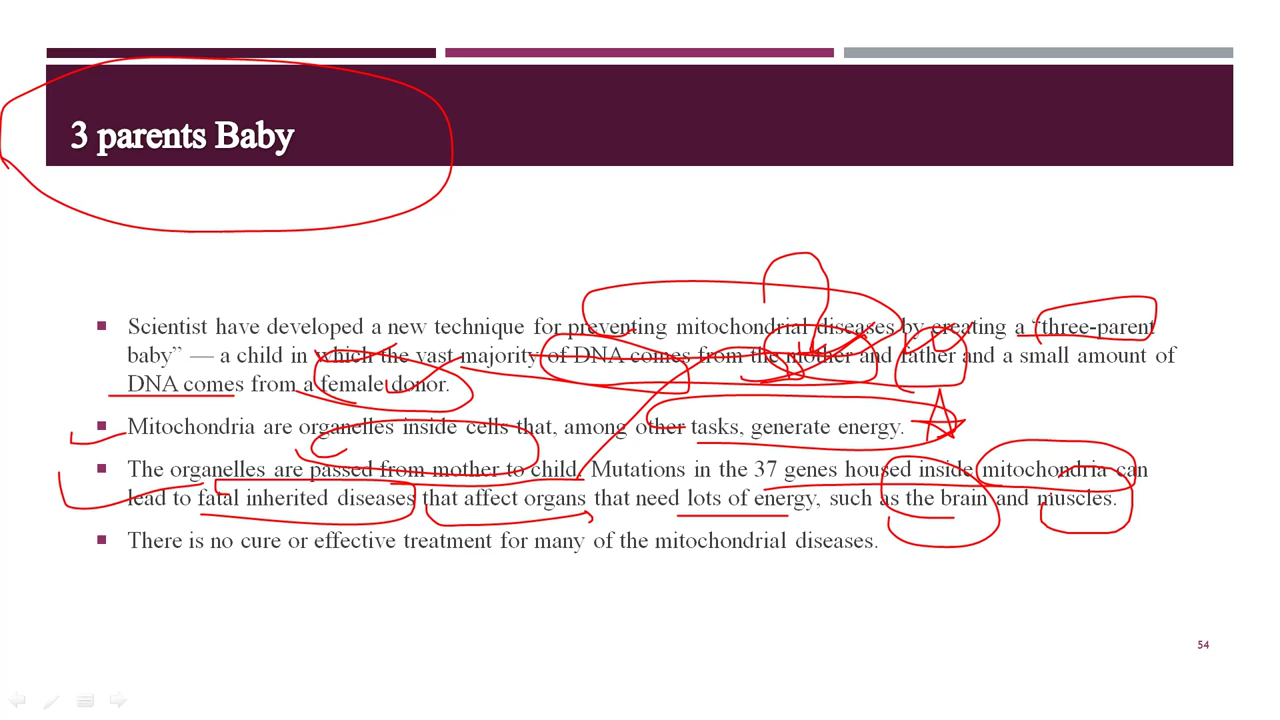 3 parents Baby
Scientist have developed a new technique for preventing mitochondrial diseases by creating a “three-parent
baby” — a child in which the vast majority of DNA comes from the mother and father and a small amount of
DNA comes from a female donor.
Mitochondria are organelles inside cells that, among other tasks, generate energy.
The organelles are passed from mother to child. Mutations in the 37 genes housed inside mitochondria can
lead to fatal inherited diseases that affect organs that need lots of energy, such as the brain and muscles.
There is no cure or effective treatment for many of the mitochondrial diseases.
54